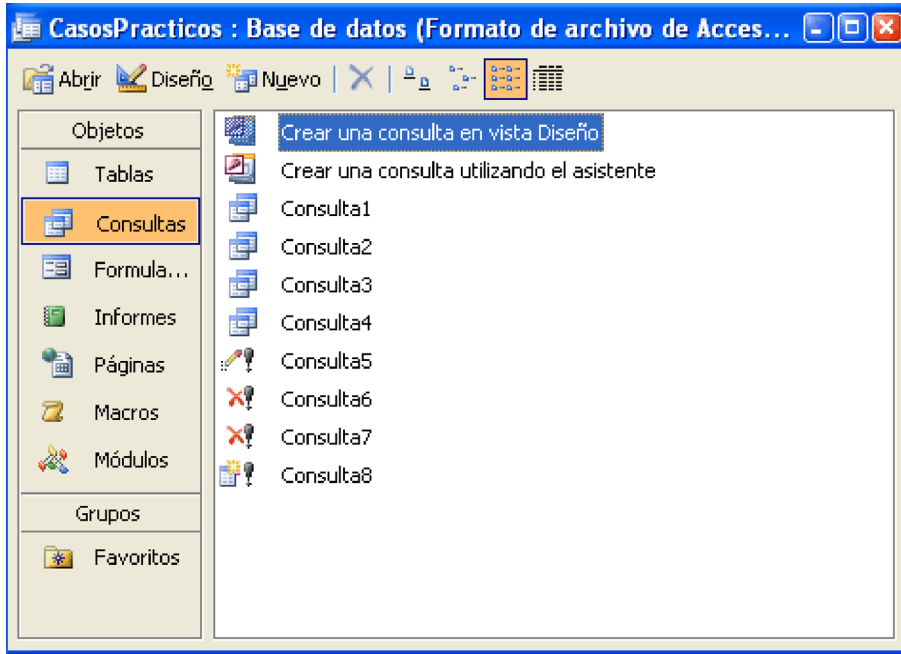 CasosPracticos : Base de datos (Formato de archivo de Acces...
Abrir Diseño Nuevo
Objetos
Tablas
Consultas
Formula...
Informes
Páginas
Macros
Módulos
Grupos
Favoritos
Crear una consulta en vista Diseño
Crear una consulta utilizando el asistente
Consulta1
Consulta2
Consulta3
Consulta4
Consulta5
Consulta6
Consulta7
Consulta8